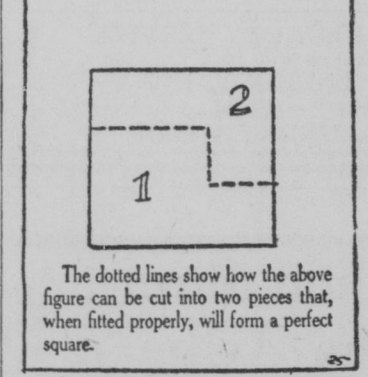 2
1
The dotted lines show how the above
figure can be cut into two pieces that,
when fitted properly, will form a perfect
square.
25